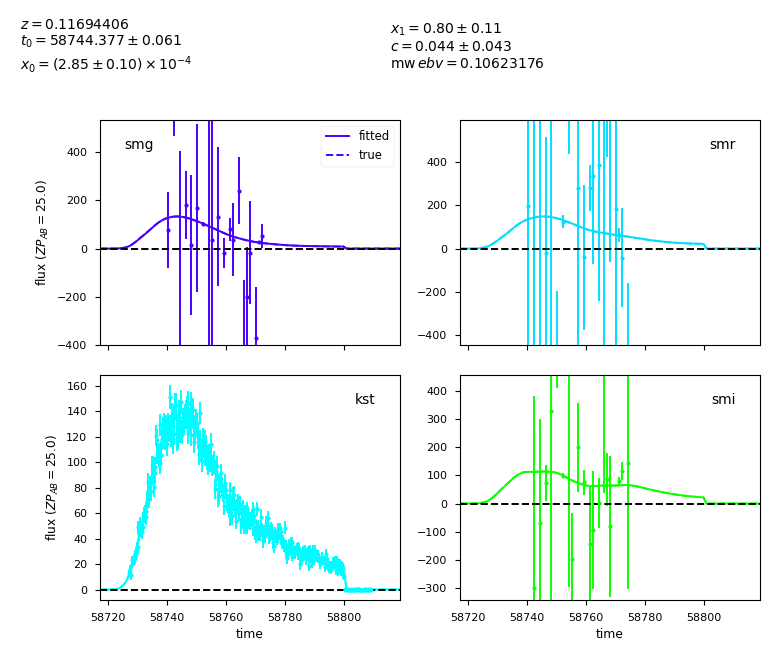 z = 0.11694406
t₀ = 58744.377 ± 0.061
x₀ = (2.85 ± 0.10) × 10⁻⁴
x₁ = 0.80 ± 0.11
c = 0.044 ± 0.043
mw ebv = 0.10623176
smg
fitted
true
400
200
0
−200
−400
flux (ZP_AB = 25.0)
smr
400
200
0
−200
−400
kst
160
140
120
100
80
60
40
20
0
flux (ZP_AB = 25.0)
58720 58740 58760 58780 58800
time
smi
400
300
200
100
0
−100
−200
−300
58720 58740 58760 58780 58800
time